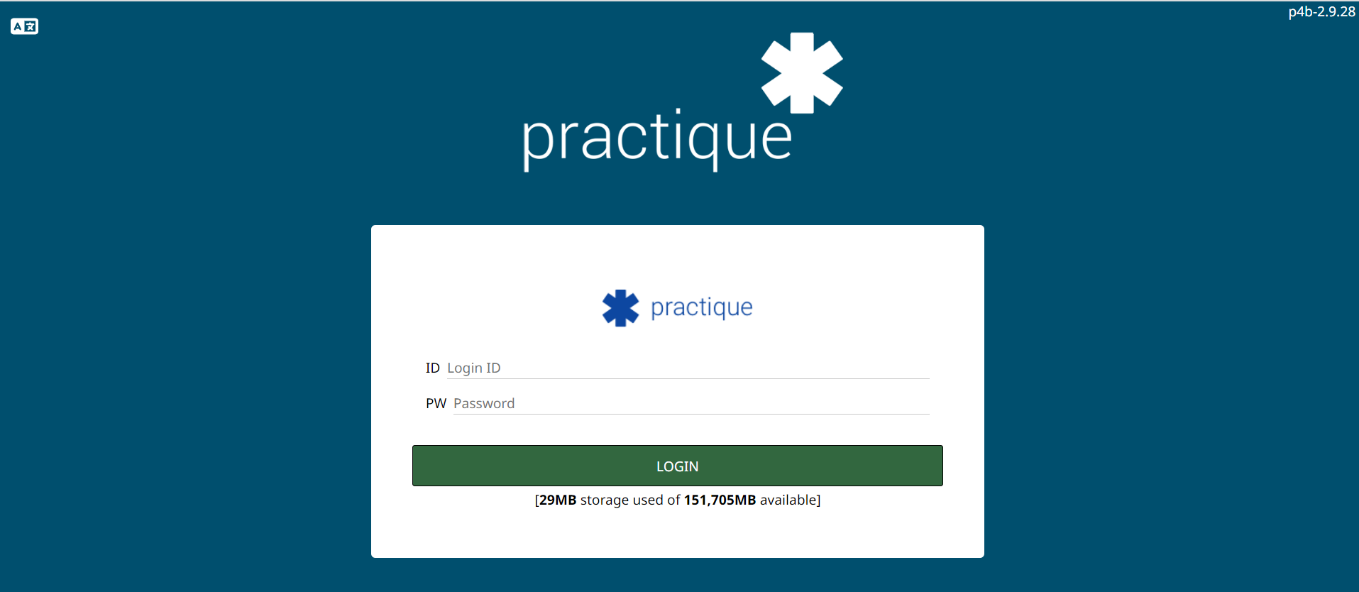 p4b-2.9.28
A 文
practique
practique
ID Login ID
PW Password
LOGIN
[29MB storage used of 151,705MB available]